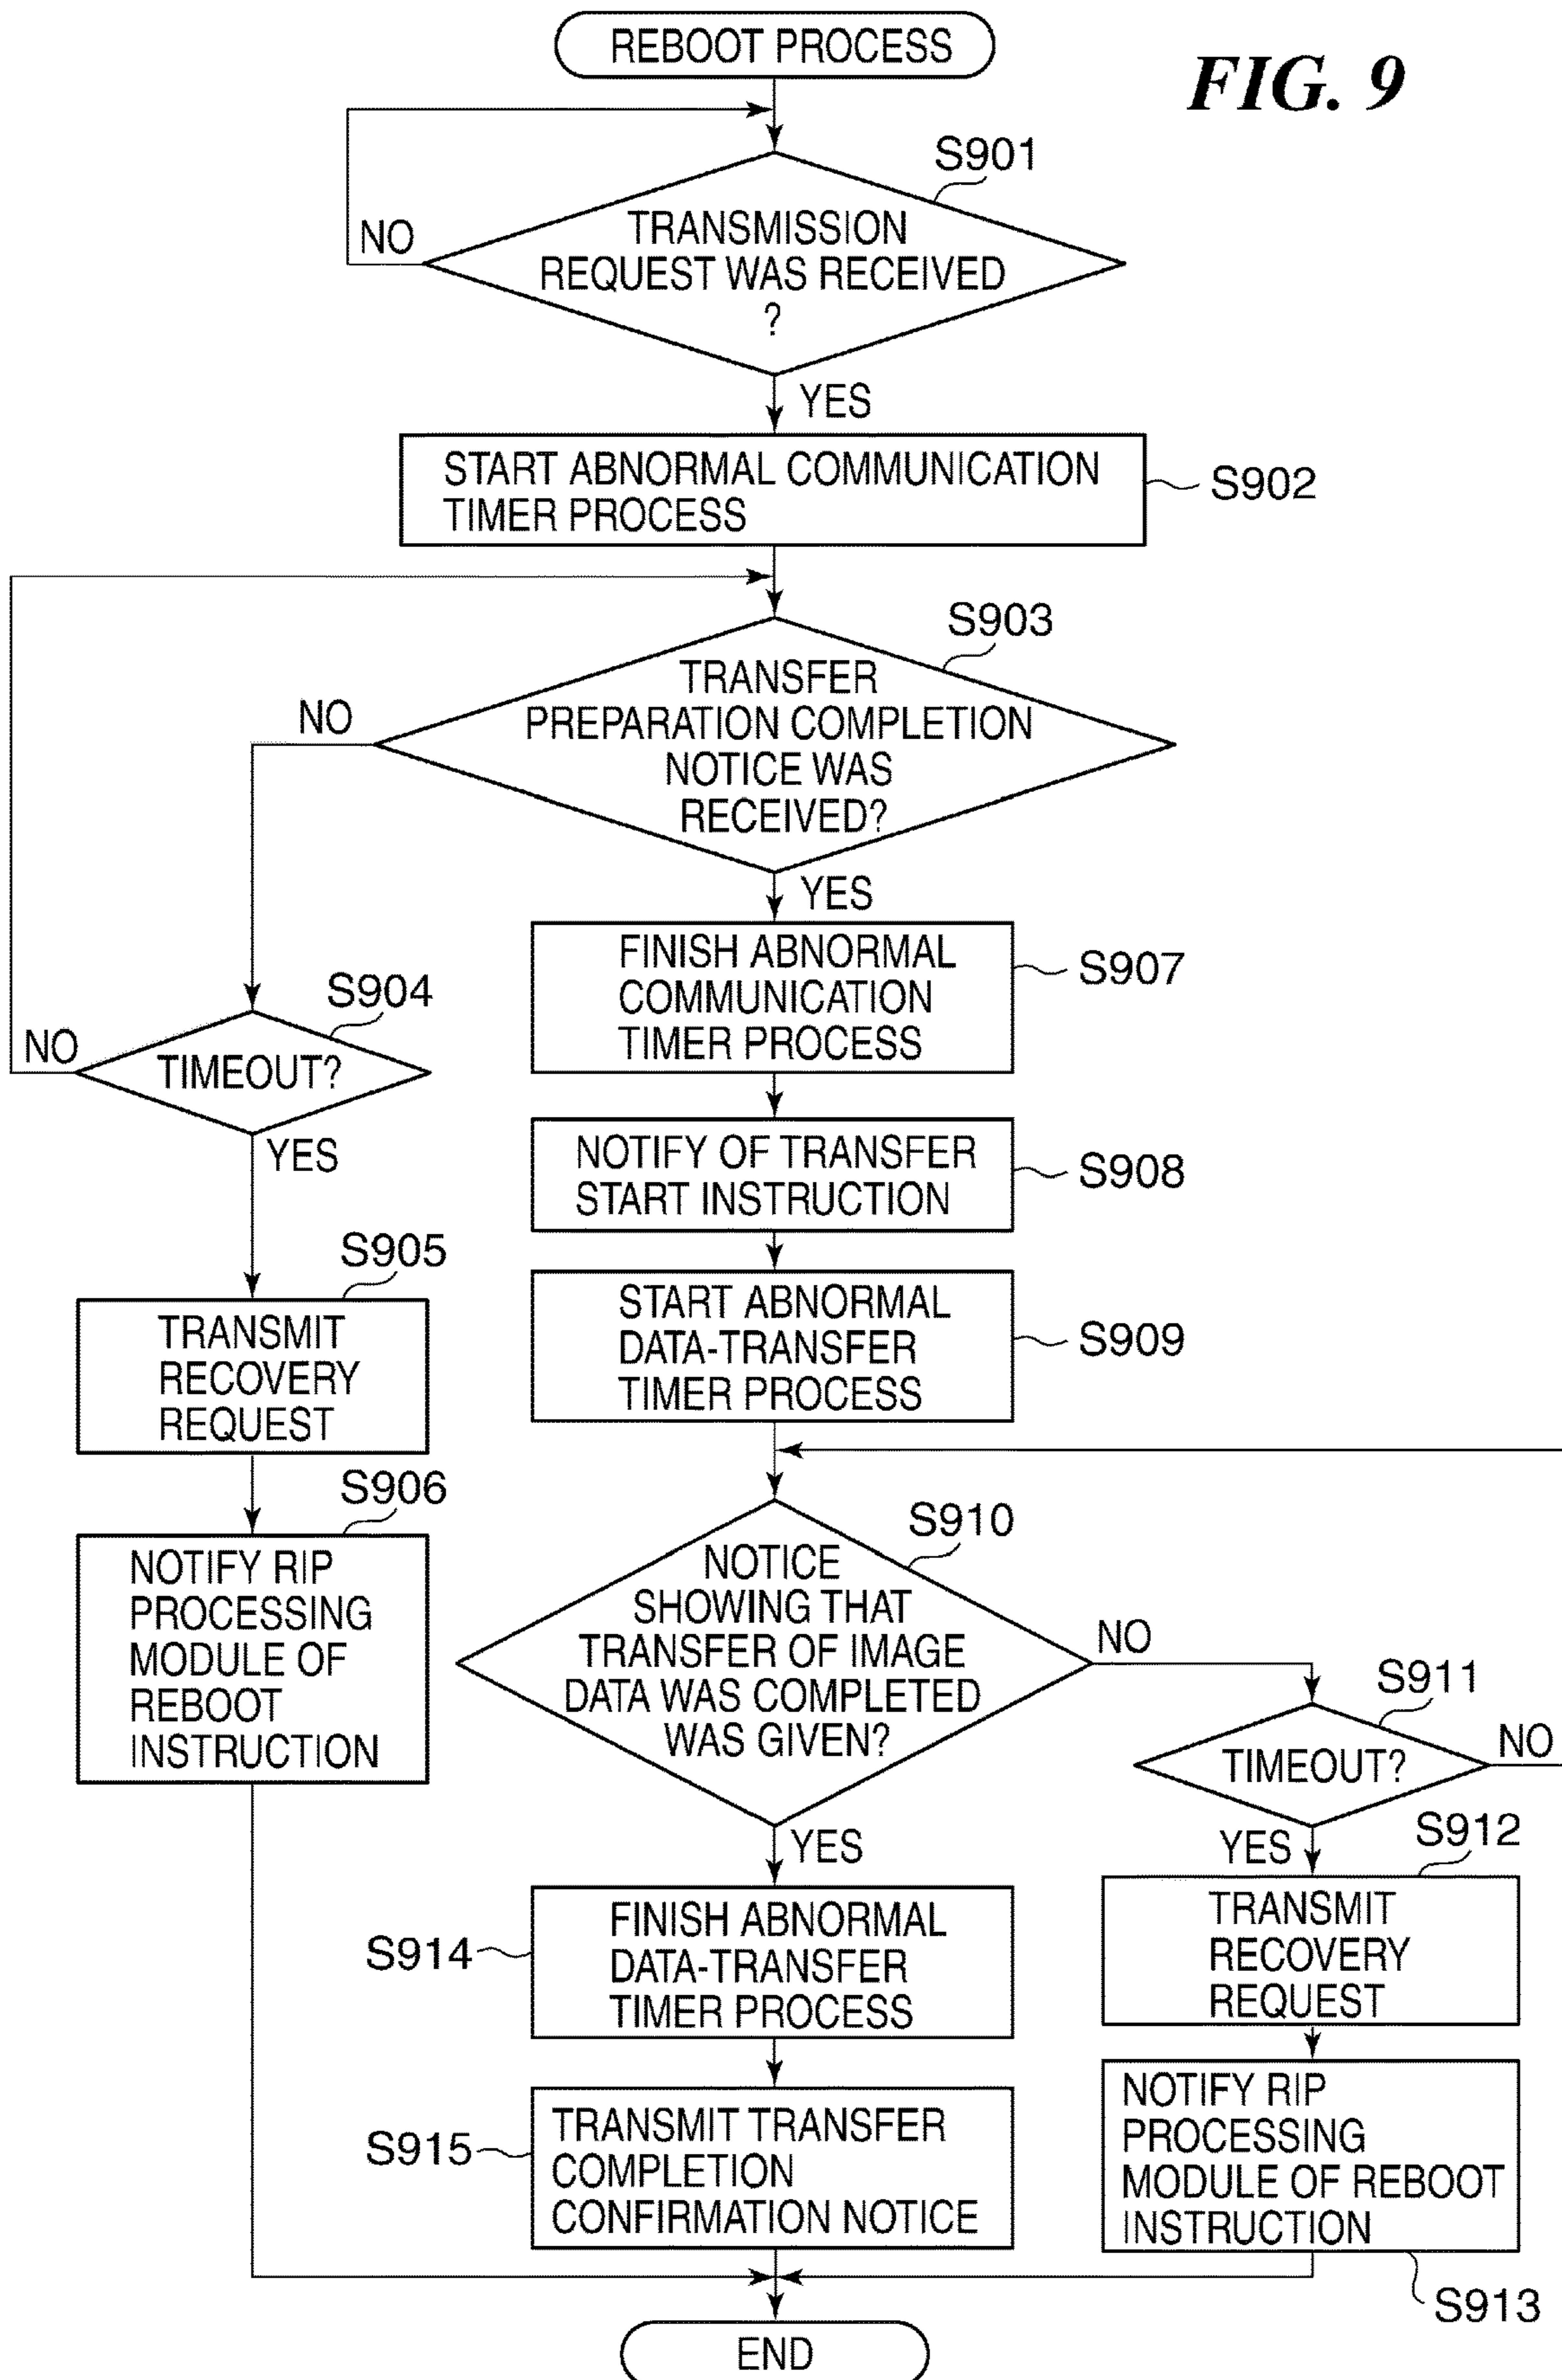 REBOOT PROCESS
FIG. 9
S901
TRANSMISSION
REQUEST WAS RECEIVED
?
NO
YES
START ABNORMAL COMMUNICATION
TIMER PROCESS
S902
S903
TRANSFER
PREPARATION COMPLETION
NOTICE WAS
RECEIVED?
NO
YES
S904
TIMEOUT?
NO
YES
S905
TRANSMIT
RECOVERY
REQUEST
S906
NOTIFY RIP
PROCESSING
MODULE OF
REBOOT
INSTRUCTION
FINISH ABNORMAL
COMMUNICATION
TIMER PROCESS
S907
NOTIFY OF TRANSFER
START INSTRUCTION
S908
START ABNORMAL
DATA-TRANSFER
TIMER PROCESS
S909
S910
NOTICE
SHOWING THAT
TRANSFER OF IMAGE
DATA WAS COMPLETED
WAS GIVEN?
NO
YES
S911
TIMEOUT?
NO
YES
S912
TRANSMIT
RECOVERY
REQUEST
NOTIFY RIP
PROCESSING
MODULE OF REBOOT
INSTRUCTION
S913
S914
FINISH ABNORMAL
DATA-TRANSFER
TIMER PROCESS
S915
TRANSMIT TRANSFER
COMPLETION
CONFIRMATION NOTICE
END